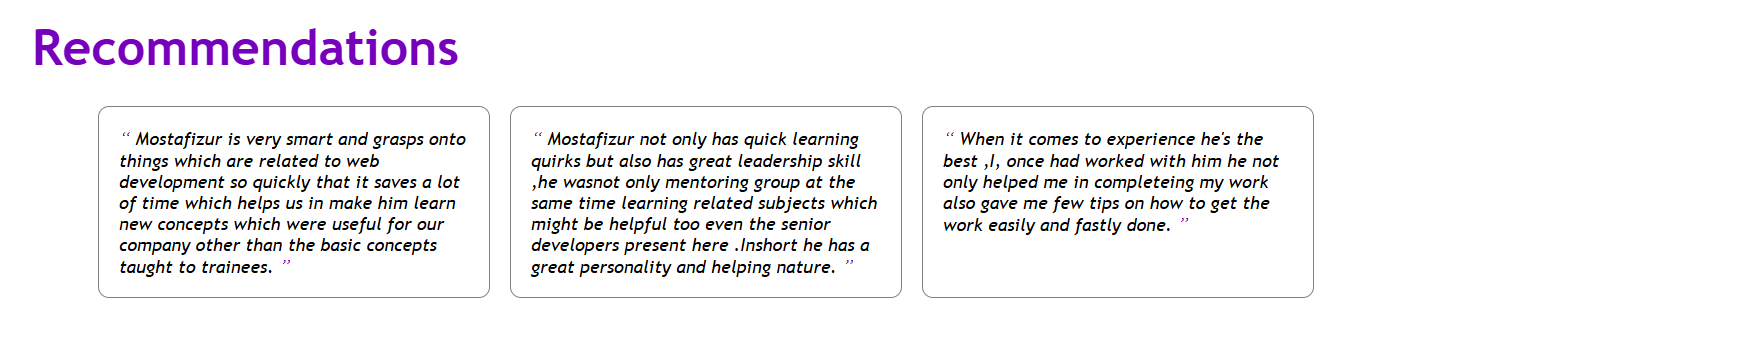 Recommendations
“ Mostafizur is very smart and grasps onto
things which are related to web
development so quickly that it saves a lot
of time which helps us in make him learn
new concepts which were useful for our
company other than the basic concepts
taught to trainees. ”
“ Mostafizur not only has quick learning
quirks but also has great leadership skill
,he wasnot only mentoring group at the
same time learning related subjects which
might be helpful too even the senior
developers present here .Inshort he has a
great personality and helping nature. ”
“ When it comes to experience he's the
best ,I, once had worked with him he not
only helped me in completeing my work
also gave me few tips on how to get the
work easily and fastly done. ”